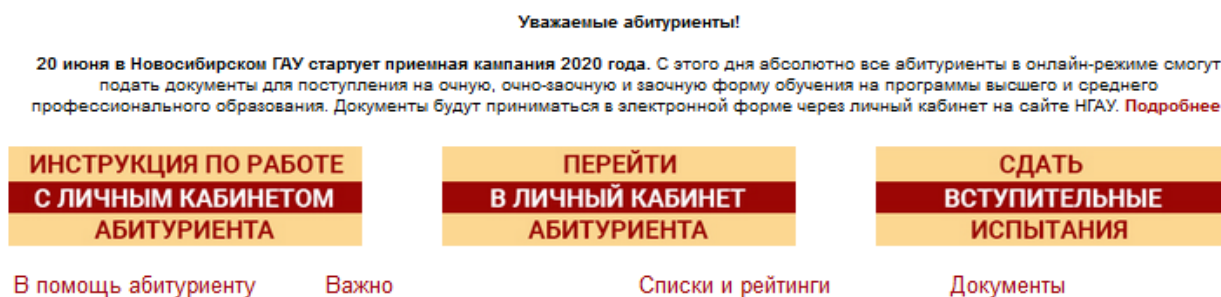 Уважаемые абитуриенты!
20 июня в Новосибирском ГАУ стартует приемная кампания 2020 года. С этого дня абсолютно все абитуриенты в онлайн-режиме смогут
подать документы для поступления на очную, очно-заочную и заочную форму обучения на программы высшего и среднего
профессионального образования. Документы будут приниматься в электронной форме через личный кабинет на сайте НГАУ. Подробнее
ИНСТРУКЦИЯ ПО РАБОТЕ
С ЛИЧНЫМ КАБИНЕТОМ
АБИТУРИЕНТА
ПЕРЕЙТИ
В ЛИЧНЫЙ КАБИНЕТ
АБИТУРИЕНТА
СДАТЬ
ВСТУПИТЕЛЬНЫЕ
ИСПЫТАНИЯ
В помощь абитуриенту
Важно
Списки и рейтинги
Документы